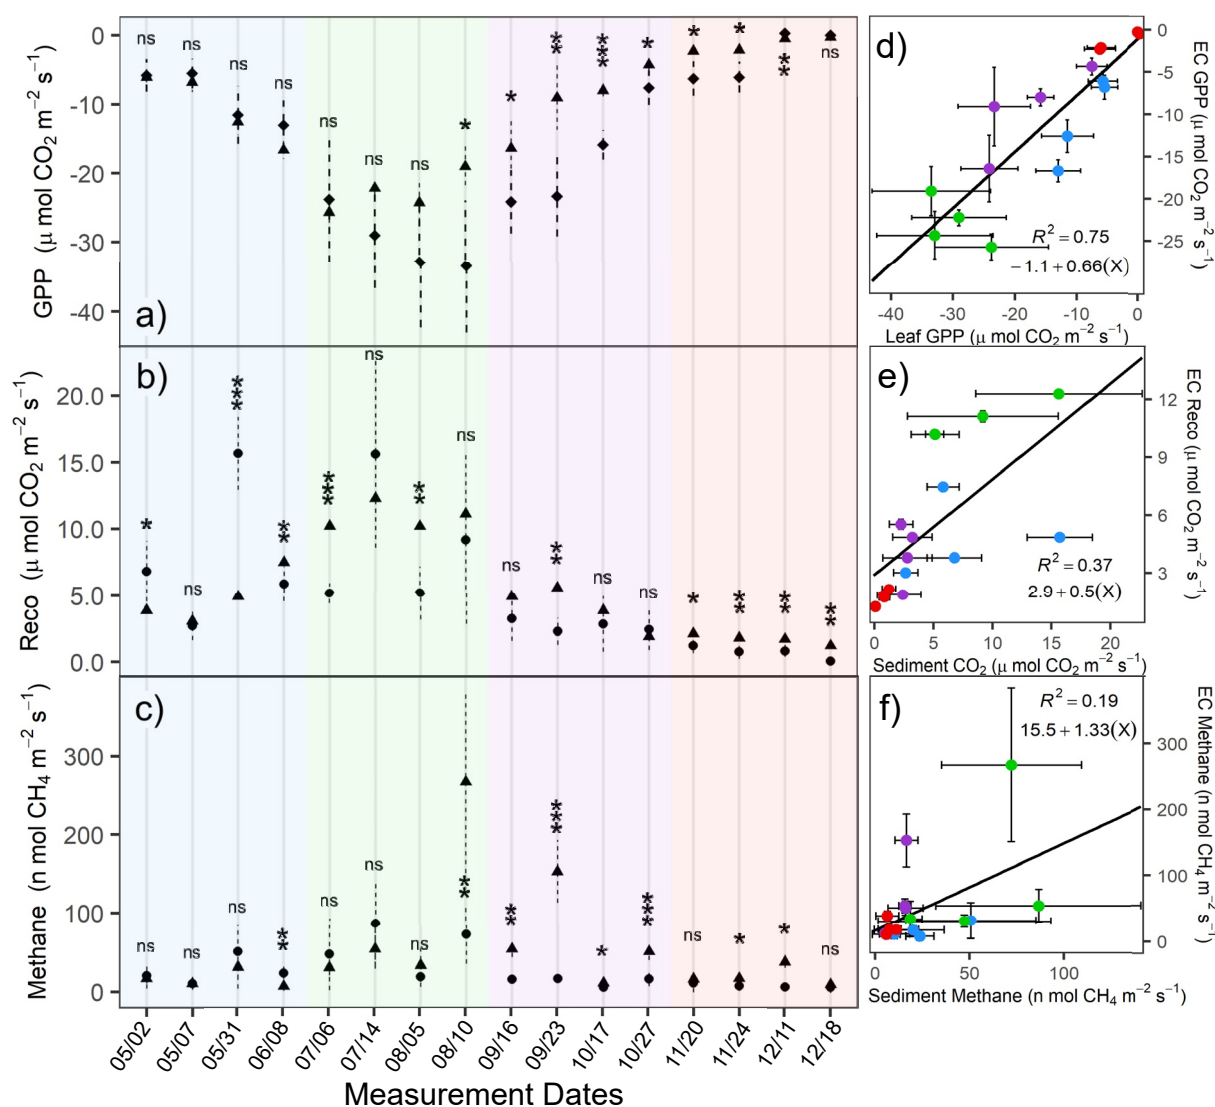 GPP (μ mol CO₂ m⁻² s⁻¹)
0
-10
-20
-30
-40
ns
ns
ns
ns
ns
ns
ns
*
*
**
***
*
*
*
**
ns
a)
Reco (μ mol CO₂ m⁻² s⁻¹)
20.0
15.0
10.0
5.0
0.0
b)
*
ns
***
**
***
ns
**
ns
ns
**
ns
ns
*
**
**
**
Methane (n mol CH₄ m⁻² s⁻¹)
300
200
100
0
c)
ns
ns
ns
**
ns
ns
ns
**
**
***
*
***
ns
*
*
ns
05/02
05/07
05/31
06/08
07/06
07/14
08/05
08/10
09/16
09/23
10/17
10/27
11/20
11/24
12/11
12/18
Measurement Dates
d)
R² = 0.75
−1.1 + 0.66(X)
0
-5
-10
-15
-20
-25
EC GPP (μ mol CO₂ m⁻² s⁻¹)
-40
-30
-20
-10
0
Leaf GPP (μ mol CO₂ m⁻² s⁻¹)
e)
R² = 0.37
2.9 + 0.5(X)
12
9
6
3
EC Reco (μ mol CO₂ m⁻² s⁻¹)
0
5
10
15
20
Sediment CO₂ (μ mol CO₂ m⁻² s⁻¹)
f)
R² = 0.19
15.5 + 1.33(X)
300
200
100
0
EC Methane (n mol CH₄ m⁻² s⁻¹)
0
50
100
Sediment Methane (n mol CH₄ m⁻² s⁻¹)